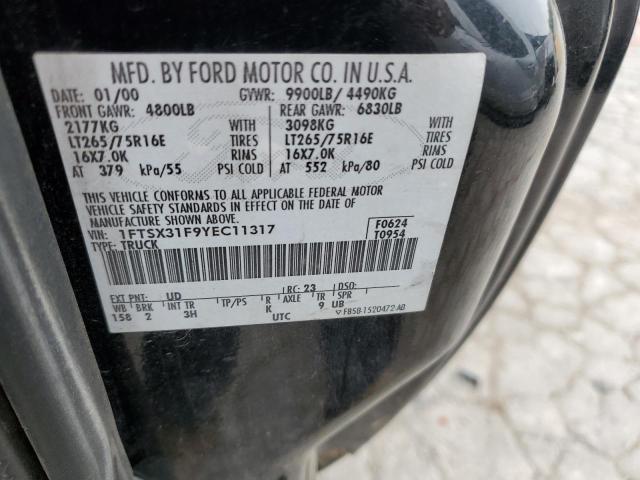 MFD. BY FORD MOTOR CO. IN U.S.A.
DATE: 01/00 GVWR: 9900LB/ 4490KG
FRONT GAWR: 4800LB REAR GAWR: 6830LB
2177KG WITH 3098KG WITH
LT265/75R16E TIRES LT265/75R16E TIRES
16X7.0K RIMS 16X7.0K RIMS
AT 379 kPa/55 PSI COLD AT 552 kPa/80 PSI COLD
THIS VEHICLE CONFORMS TO ALL APPLICABLE FEDERAL MOTOR
VEHICLE SAFETY STANDARDS IN EFFECT ON THE DATE OF
MANUFACTURE SHOWN ABOVE.
VIN: 1FTSX31F9YEC11317 F0624
TYPE: TRUCK T0954
EXT PNT: UD RC: 23 DSO:
WB BRK INT TR TP/PS R AXLE TR SPR
158 2 3H K 9 UB
UTC F85B-1520472-AB